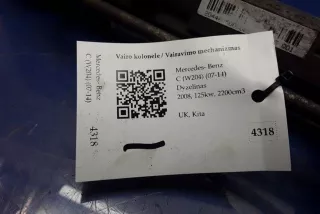 Vairo kolonele / Vairavimo mechanizmas
Mercedes-Benz
C (W204) (07-14)
Dyzelinas
2008, 125kw, 2200cm3
UK, Kita
4318
Mercedes-Benz
C (W204) (07-14)
4318